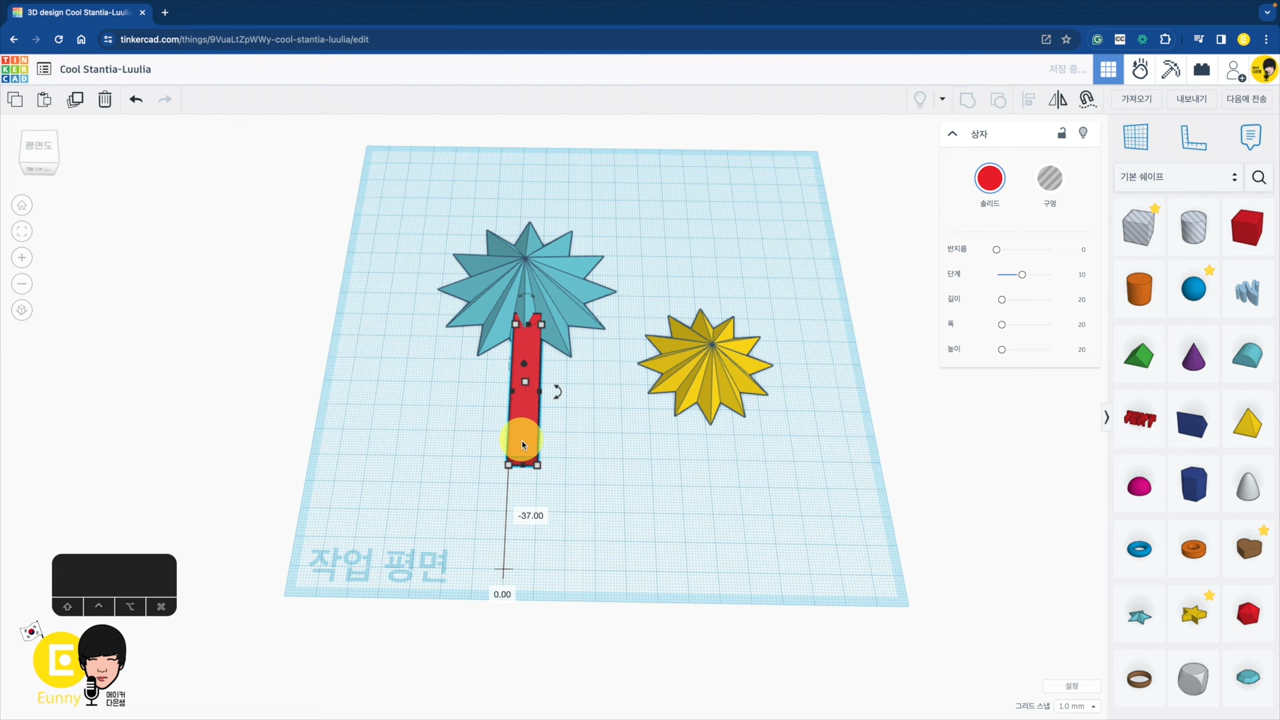 3D design Cool Stantia-Luuli
tinkercad.com/things/9VuaLtZpWWy-cool-stantia-luulia/edit
TIN
KER
CAD
Cool Stantia-Luulia
저장 중...
가져오기
내보내기
다음에 전송
평면도
상자
솔리드
구멍
반지름
0
단계
10
길이
20
폭
20
높이
20
기본 쉐이프
TEXT
-37.00
0.00
작업 평면
Eunny
메이커
다은쌤
설정
그리드 스냅
1.0 mm